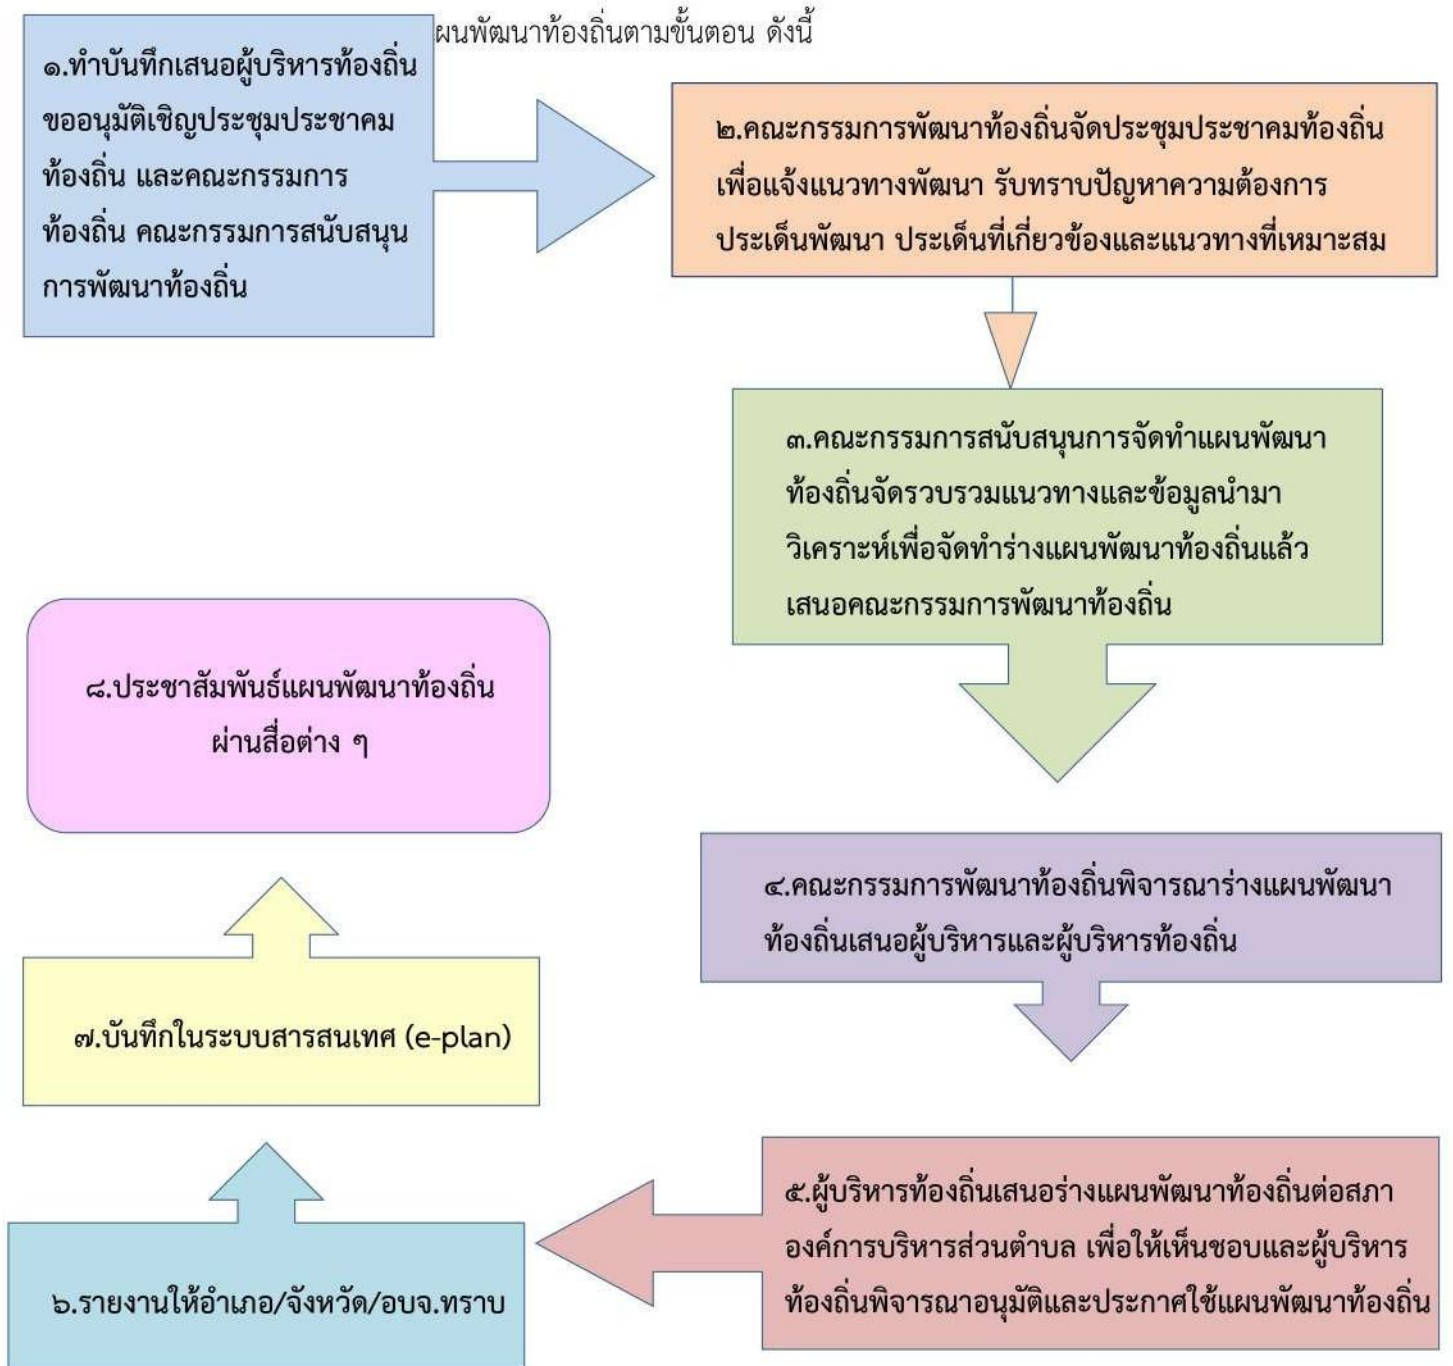 ผนพัฒนาท้องถิ่นตามขั้นตอน ดังนี้
๑.ทำบันทึกเสนอผู้บริหารท้องถิ่น
ขออนุมัติเชิญประชุมประชาคม
ท้องถิ่น และคณะกรรมการ
ท้องถิ่น คณะกรรมการสนับสนุน
การพัฒนาท้องถิ่น
๒.คณะกรรมการพัฒนาท้องถิ่นจัดประชุมประชาคมท้องถิ่น
เพื่อแจ้งแนวทางพัฒนา รับทราบปัญหาความต้องการ
ประเด็นพัฒนา ประเด็นที่เกี่ยวข้องและแนวทางที่เหมาะสม
๓.คณะกรรมการสนับสนุนการจัดทำแผนพัฒนา
ท้องถิ่นจัดรวบรวมแนวทางและข้อมูลนำมา
วิเคราะห์เพื่อจัดทำร่างแผนพัฒนาท้องถิ่นแล้ว
เสนอคณะกรรมการพัฒนาท้องถิ่น
๔.คณะกรรมการพัฒนาท้องถิ่นพิจารณาร่างแผนพัฒนา
ท้องถิ่นเสนอผู้บริหารและผู้บริหารท้องถิ่น
๕.ผู้บริหารท้องถิ่นเสนอร่างแผนพัฒนาท้องถิ่นต่อสภา
องค์การบริหารส่วนตำบล เพื่อให้เห็นชอบและผู้บริหาร
ท้องถิ่นพิจารณาอนุมัติและประกาศใช้แผนพัฒนาท้องถิ่น
๖.รายงานให้อำเภอ/จังหวัด/อบจ.ทราบ
๗.บันทึกในระบบสารสนเทศ (e-plan)
๘.ประชาสัมพันธ์แผนพัฒนาท้องถิ่น
ผ่านสื่อต่าง ๆ